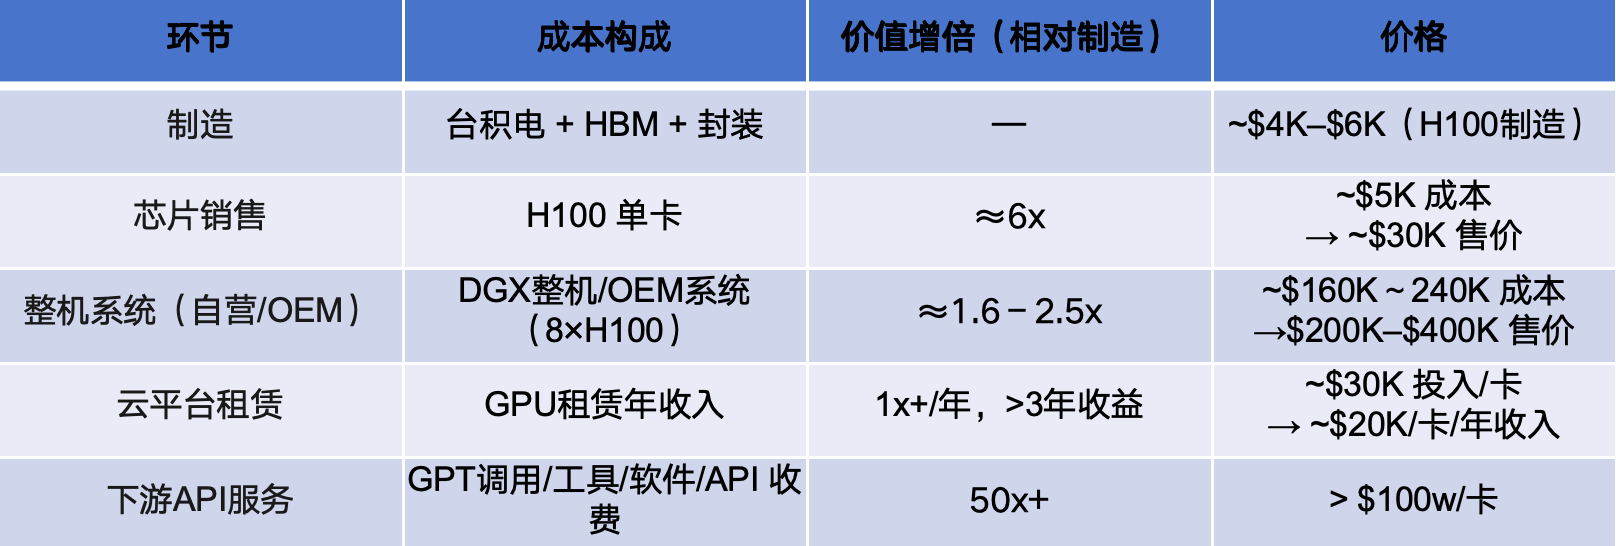 环节 成本构成 价值增倍（相对制造） 价格
制造 台积电 + HBM + 封装 — ~$4K–$6K（H100制造）
芯片销售 H100 单卡 ≈6x ~$5K 成本
→ ~$30K 售价
整机系统（自营/OEM） DGX整机/OEM系统
（8×H100） ≈1.6 – 2.5x ~$160K ~ 240K 成本
→$200K–$400K 售价
云平台租赁 GPU租赁年收入 1x+/年，>3年收益 ~$30K 投入/卡
→ ~$20K/卡/年收入
下游API服务 GPT调用/工具/软件/API 收
费 50x+ > $100w/卡